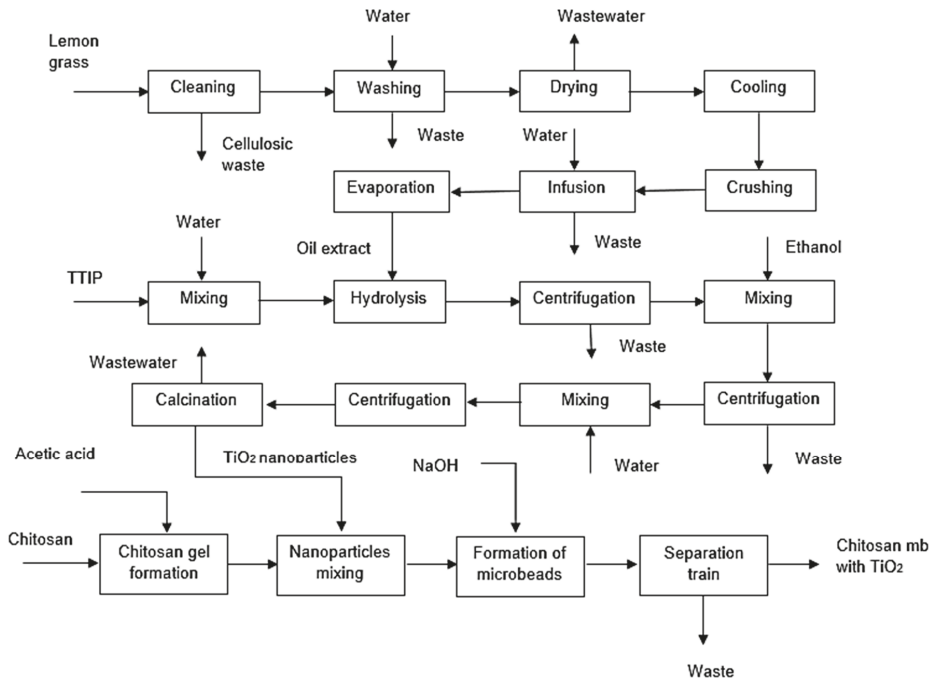 Water
Wastewater
Lemon
grass
Cleaning
Washing
Drying
Cooling
Cellulosic
waste
Waste
Water
Evaporation
Infusion
Crushing
Water
Oil extract
Waste
Ethanol
TTIP
Mixing
Hydrolysis
Centrifugation
Mixing
Wastewater
Waste
Calcination
Centrifugation
Mixing
Centrifugation
Acetic acid
TiO2 nanoparticles
NaOH
Water
Waste
Chitosan
Chitosan gel
formation
Nanoparticles
mixing
Formation of
microbeads
Separation
train
Chitosan mb
with TiO2
Waste